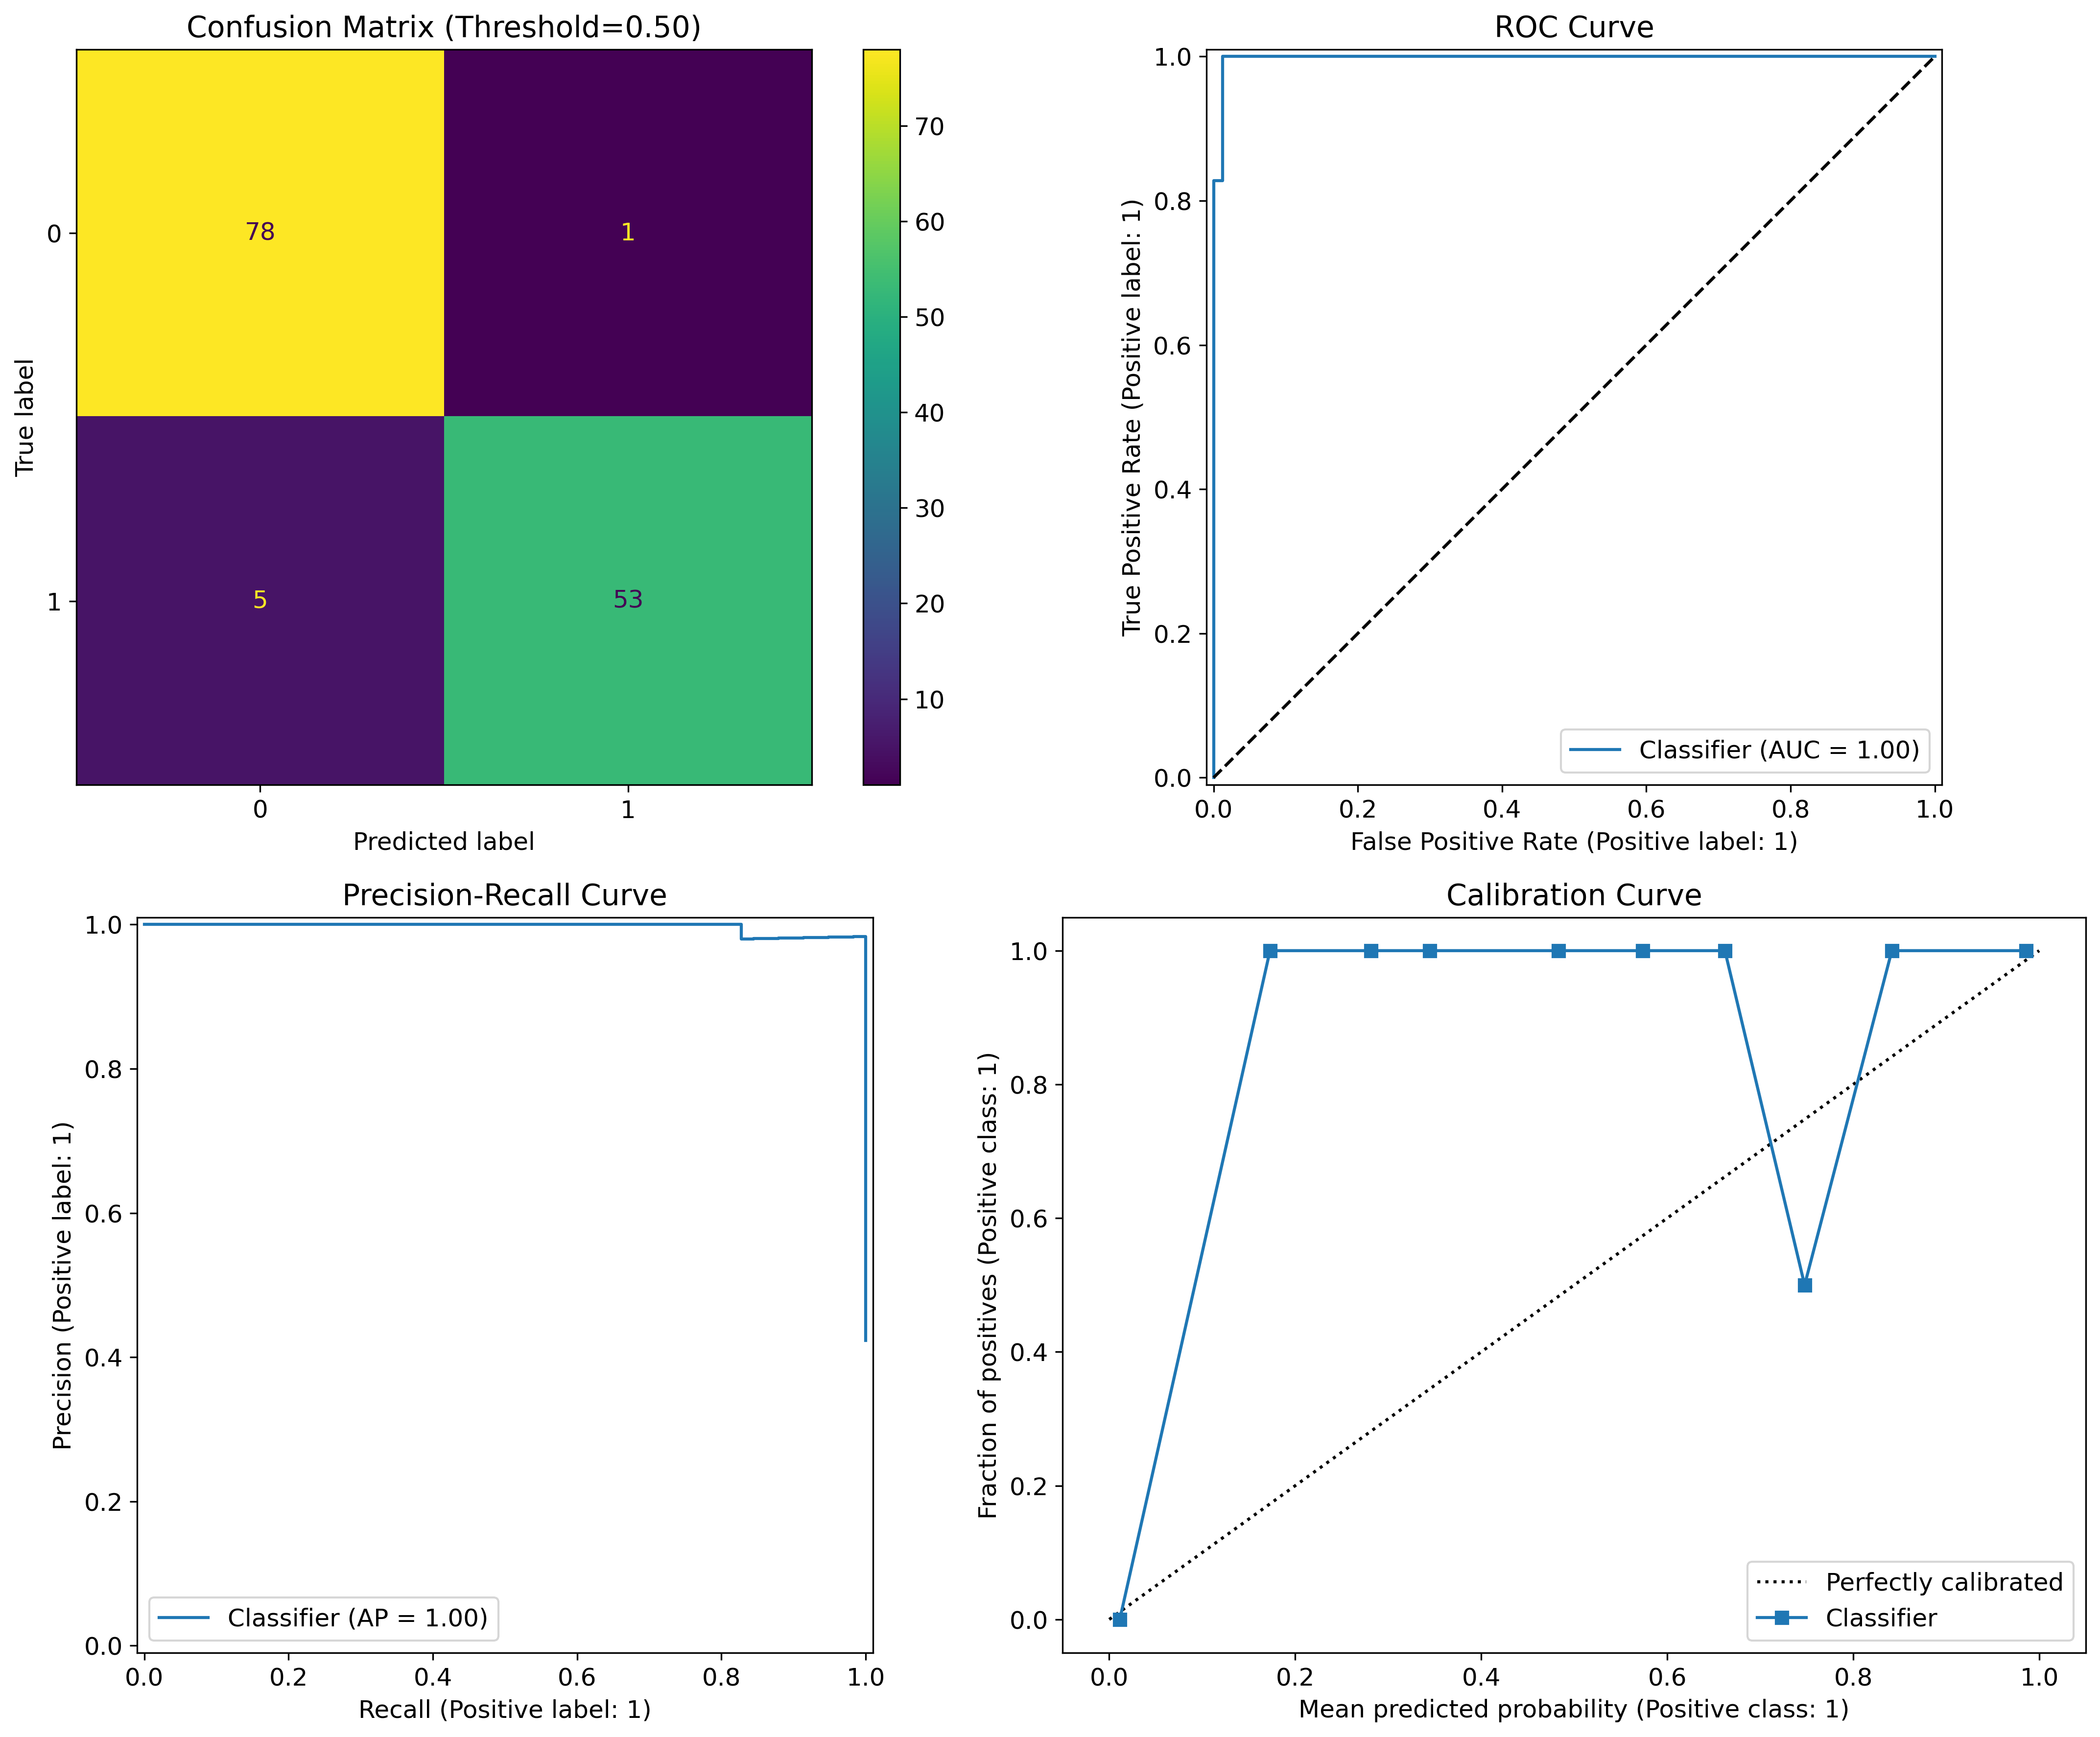 Confusion Matrix (Threshold=0.50)
True label
0
1
78
1
5
53
0
1
Predicted label
70
60
50
40
30
20
10
ROC Curve
True Positive Rate (Positive label: 1)
1.0
0.8
0.6
0.4
0.2
0.0
Classifier (AUC = 1.00)
0.0 0.2 0.4 0.6 0.8 1.0
False Positive Rate (Positive label: 1)
Precision-Recall Curve
Precision (Positive label: 1)
1.0
0.8
0.6
0.4
0.2
0.0
Classifier (AP = 1.00)
0.0 0.2 0.4 0.6 0.8 1.0
Recall (Positive label: 1)
Calibration Curve
Fraction of positives (Positive class: 1)
1.0
0.8
0.6
0.4
0.2
0.0
Perfectly calibrated
Classifier
0.0 0.2 0.4 0.6 0.8 1.0
Mean predicted probability (Positive class: 1)